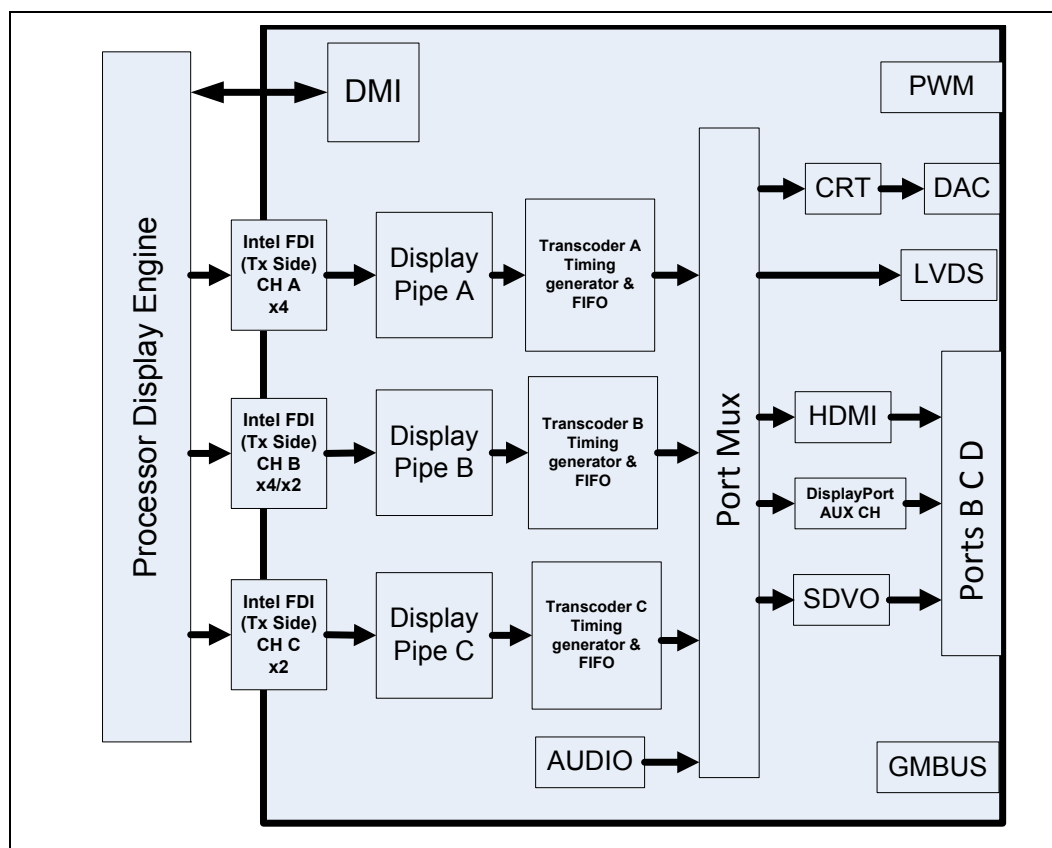 Processor Display Engine
DMI
PWM
CRT
DAC
LVDS
Intel FDI
(Tx Side)
CH A
x4
Display
Pipe A
Transcoder A
Timing
generator &
FIFO
Port Mux
Intel FDI
(Tx Side)
CH B
x4/x2
Display
Pipe B
Transcoder B
Timing
generator &
FIFO
HDMI
DisplayPort
AUX CH
SDVO
Ports B C D
Intel FDI
(Tx Side)
CH C
x2
Display
Pipe C
Transcoder C
Timing
generator &
FIFO
AUDIO
GMBUS